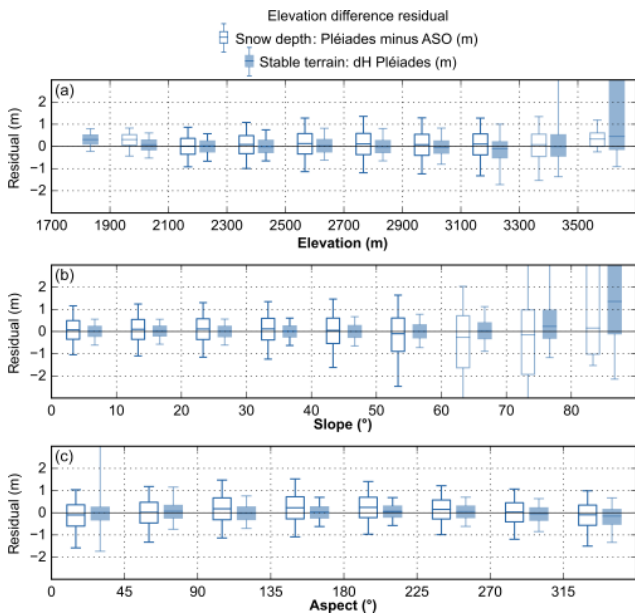 Elevation difference residual
Snow depth: Pléiades minus ASO (m)
Stable terrain: dH Pléiades (m)
(a)
Residual (m)
2
1
0
−1
−2
1700 1900 2100 2300 2500 2700 2900 3100 3300 3500
Elevation (m)
(b)
Residual (m)
2
1
0
−1
−2
0 10 20 30 40 50 60 70 80
Slope (°)
(c)
Residual (m)
2
1
0
−1
−2
0 45 90 135 180 225 270 315
Aspect (°)